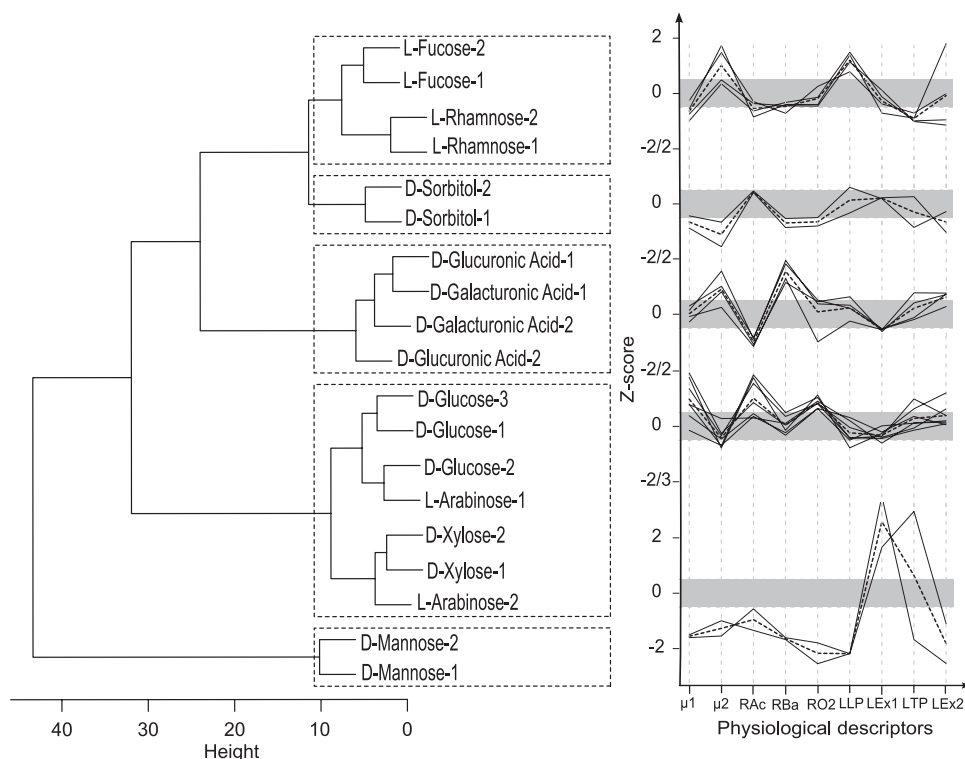 L-Fucose-2
L-Fucose-1
L-Rhamnose-2
L-Rhamnose-1
D-Sorbitol-2
D-Sorbitol-1
D-Glucuronic Acid-1
D-Galacturonic Acid-1
D-Galacturonic Acid-2
D-Glucuronic Acid-2
D-Glucose-3
D-Glucose-1
D-Glucose-2
L-Arabinose-1
D-Xylose-2
D-Xylose-1
L-Arabinose-2
D-Mannose-2
D-Mannose-1
40 30 20 10 0
Height
2
0
-2/2
0
-2/2
0
-2/2
0
-2/3
2
0
-2
Z-score
μ1 μ2 RAc RBa RO2 LLP LEx1 LTP LEx2
Physiological descriptors